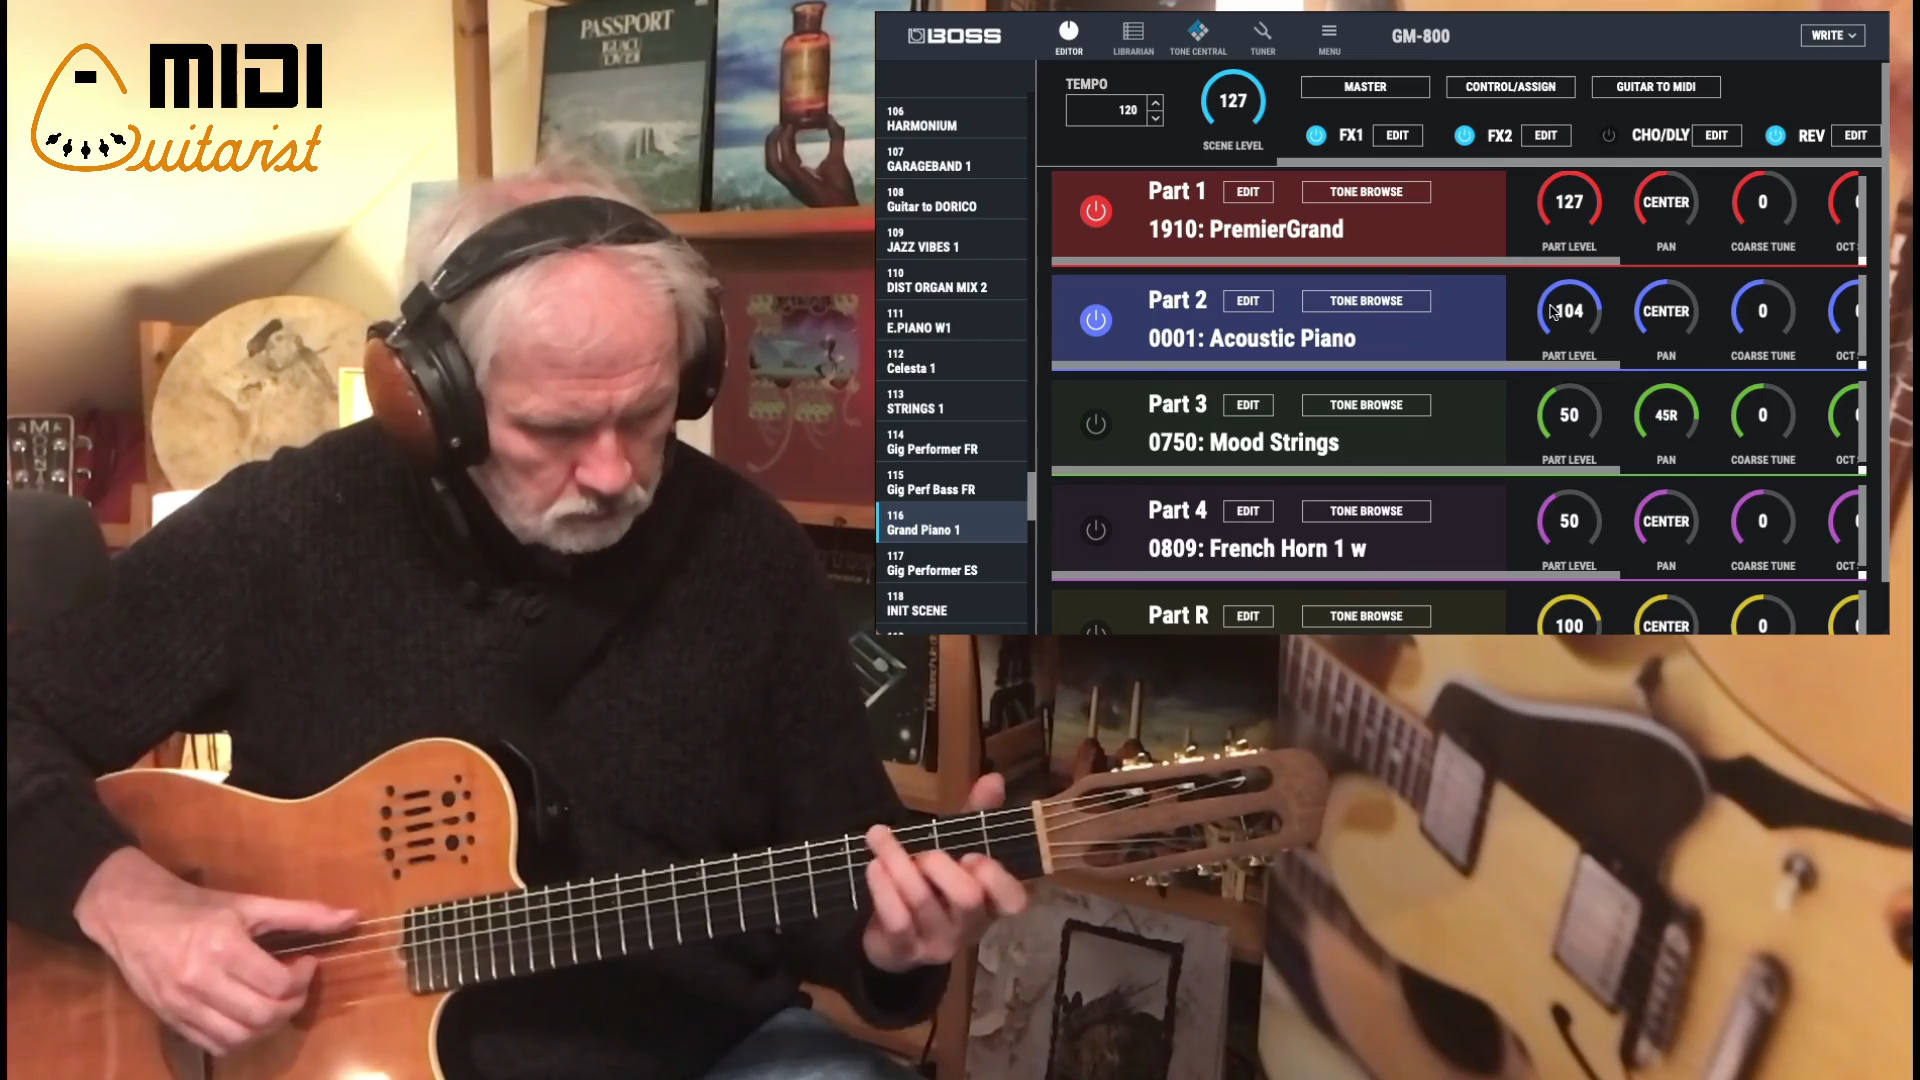 MIDI
Guitarist
PASSPORT
IGUACU
BOSS
EDITOR
LIBRARIAN
TONE CENTRAL
TUNER
MENU
GM-800
WRITE
TEMPO
120
127
SCENE LEVEL
MASTER
CONTROL/ASSIGN
GUITAR TO MIDI
FX1
EDIT
FX2
EDIT
CHO/DLY
EDIT
REV
EDIT
106
HARMONIUM
107
GARAGEBAND 1
108
Guitar to DORICO
109
JAZZ VIBES 1
110
DIST ORGAN MIX 2
111
E.PIANO W1
112
Celesta 1
113
STRINGS 1
114
Gig Performer FR
115
Gig Perf Bass FR
116
Grand Piano 1
117
Gig Performer ES
118
INIT SCENE
Part 1
EDIT
TONE BROWSE
1910: PremierGrand
127
CENTER
0
PART LEVEL
PAN
COARSE TUNE
OCT
Part 2
EDIT
TONE BROWSE
0001: Acoustic Piano
104
CENTER
0
PART LEVEL
PAN
COARSE TUNE
OCT
Part 3
EDIT
TONE BROWSE
0750: Mood Strings
50
45R
0
PART LEVEL
PAN
COARSE TUNE
OCT
Part 4
EDIT
TONE BROWSE
0809: French Horn 1 w
50
CENTER
0
PART LEVEL
PAN
COARSE TUNE
OCT
Part R
EDIT
TONE BROWSE
100
CENTER
0